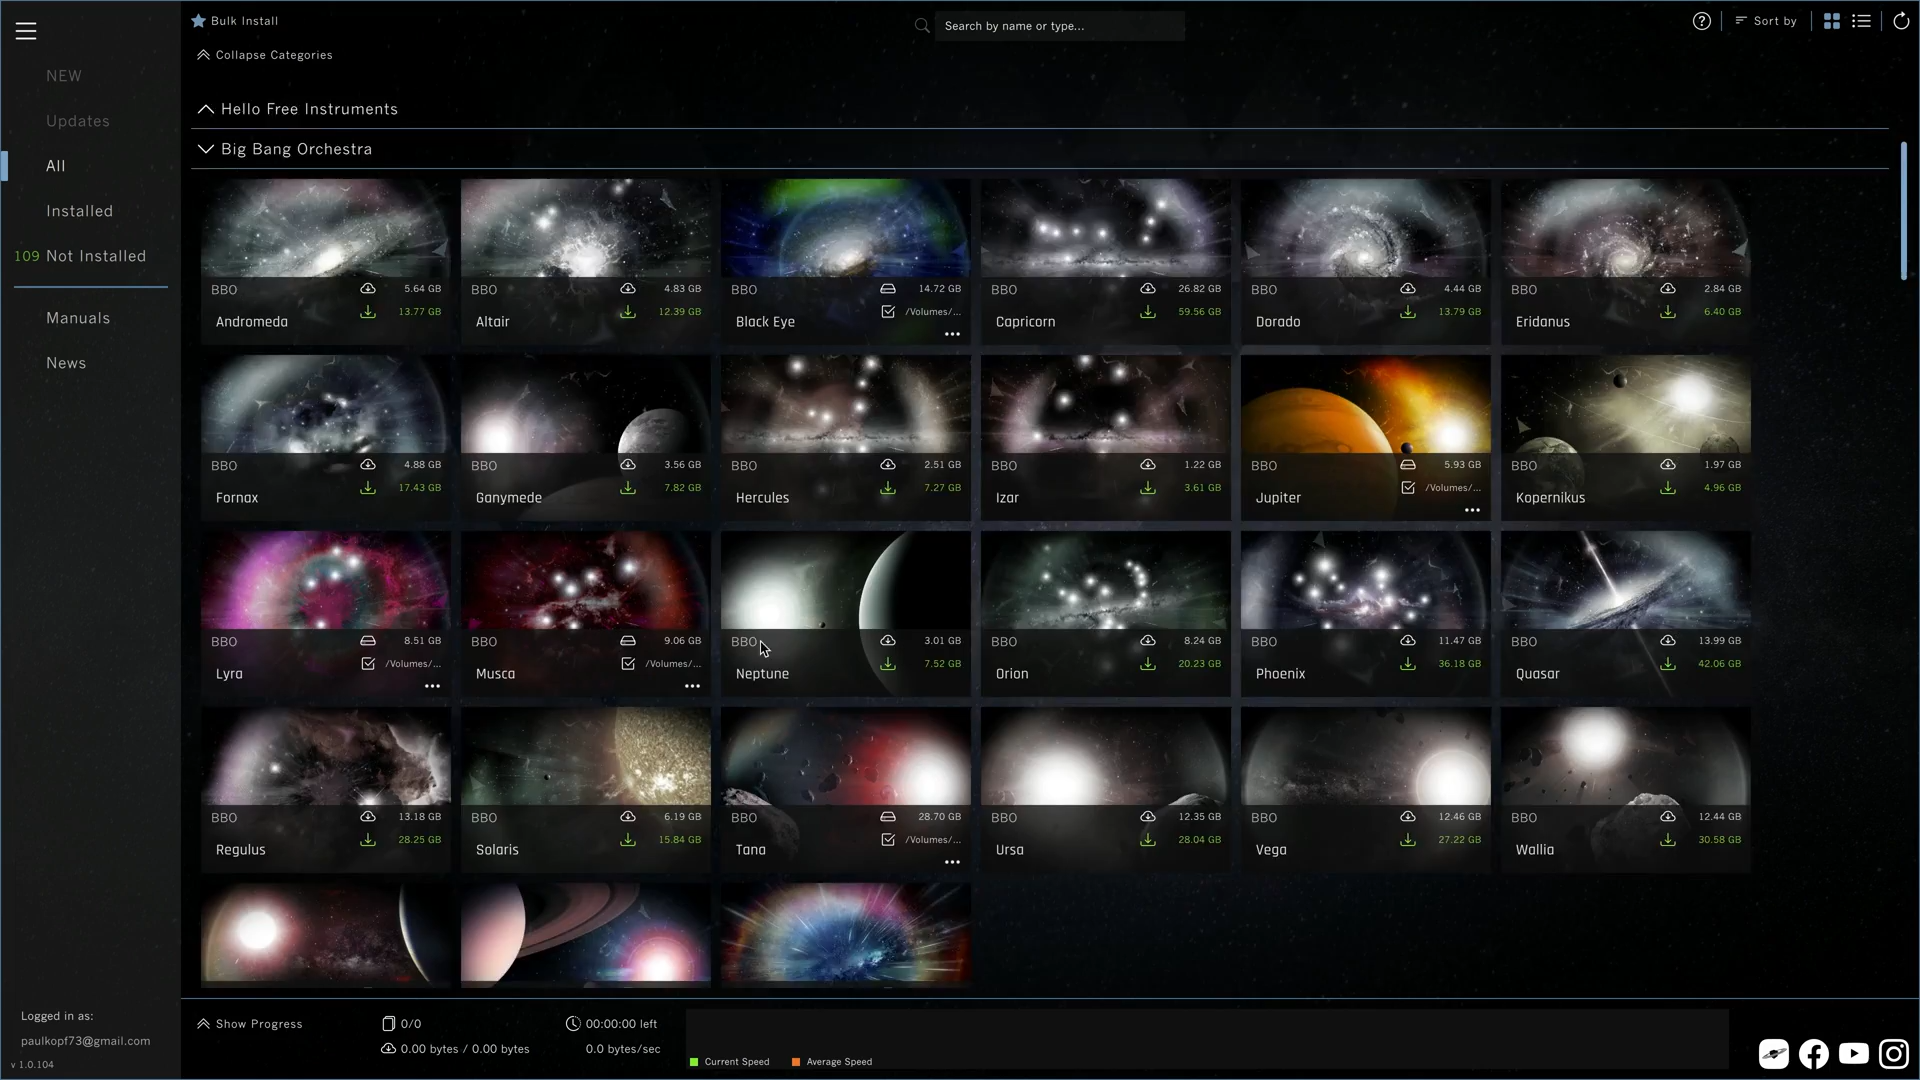 Bulk Install
Search by name or type...
Sort by
Collapse Categories
NEW
Updates
All
Installed
109 Not Installed
Manuals
News
Hello Free Instruments
Big Bang Orchestra
BBO 5.64 GB
Andromeda 13.77 GB
BBO 4.83 GB
Altair 12.39 GB
BBO 14.72 GB
Black Eye /Volumes/...
BBO 26.82 GB
Capricorn 59.56 GB
BBO 4.44 GB
Dorado 13.79 GB
BBO 2.84 GB
Eridanus 6.40 GB
BBO 4.88 GB
Fornax 17.43 GB
BBO 3.56 GB
Ganymede 7.82 GB
BBO 2.51 GB
Hercules 7.27 GB
BBO 1.22 GB
Izar 3.61 GB
BBO 5.93 GB
Jupiter /Volumes/...
BBO 1.97 GB
Kopernikus 4.96 GB
BBO 8.51 GB
Lyra /Volumes/...
BBO 9.06 GB
Musca /Volumes/...
BBO 3.01 GB
Neptune 7.52 GB
BBO 8.24 GB
Orion 20.23 GB
BBO 11.47 GB
Phoenix 36.18 GB
BBO 13.99 GB
Quasar 42.06 GB
BBO 13.18 GB
Regulus 28.25 GB
BBO 6.19 GB
Solaris 15.84 GB
BBO 28.70 GB
Tana /Volumes/...
BBO 12.35 GB
Ursa 28.04 GB
BBO 12.46 GB
Vega 27.22 GB
BBO 12.44 GB
Wallia 30.58 GB
Logged in as:
paulkopf73@gmail.com
v 1.0.104
Show Progress
0/0
00:00:00 left
0.00 bytes / 0.00 bytes
0.0 bytes/sec
Current Speed
Average Speed